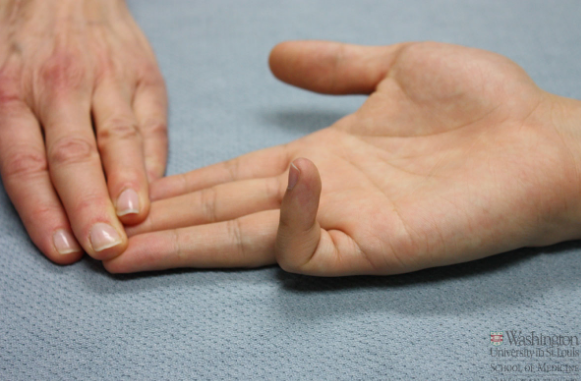 Washington
University in St. Louis
School of Medicine